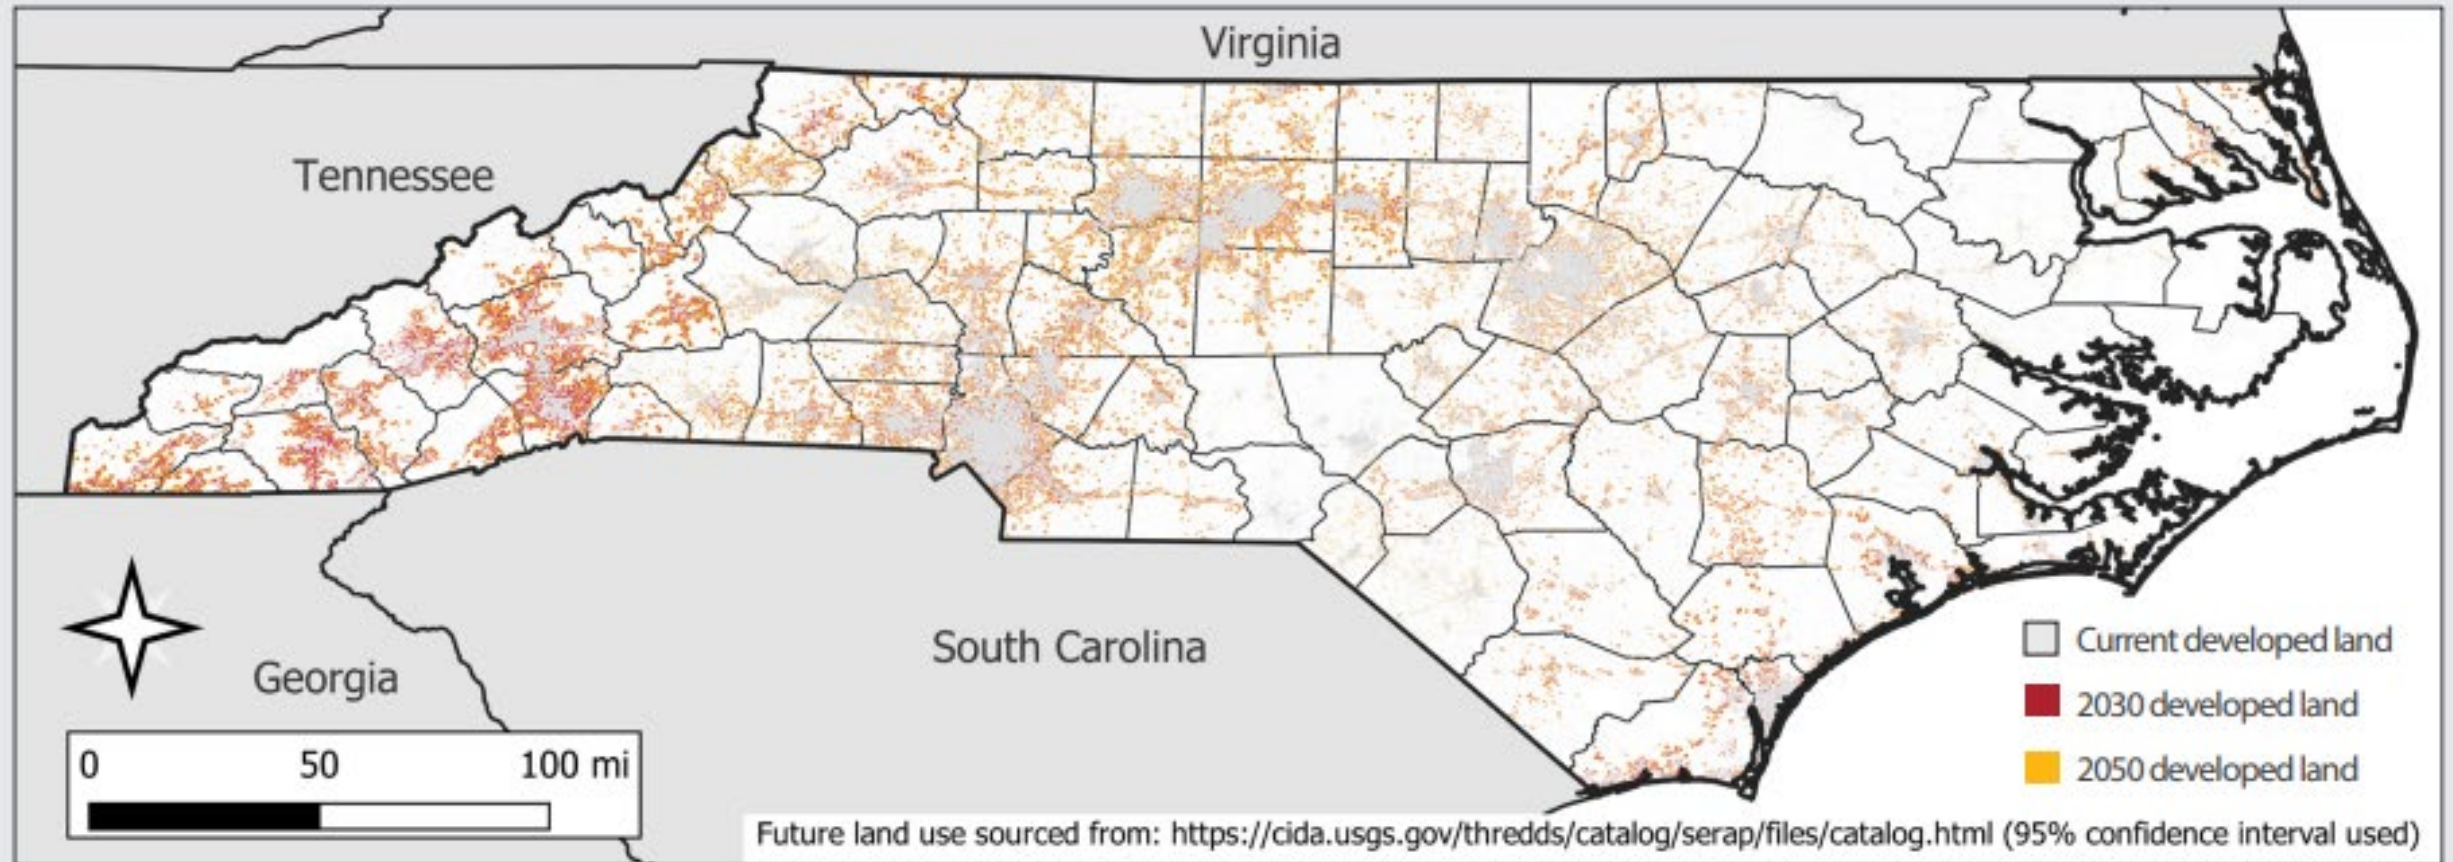 Virginia
Tennessee
South Carolina
Georgia
Current developed land
2030 developed land
2050 developed land
0 50 100 mi
Future land use sourced from: https://cida.usgs.gov/thredds/catalog/serap/files/catalog.html (95% confidence interval used)